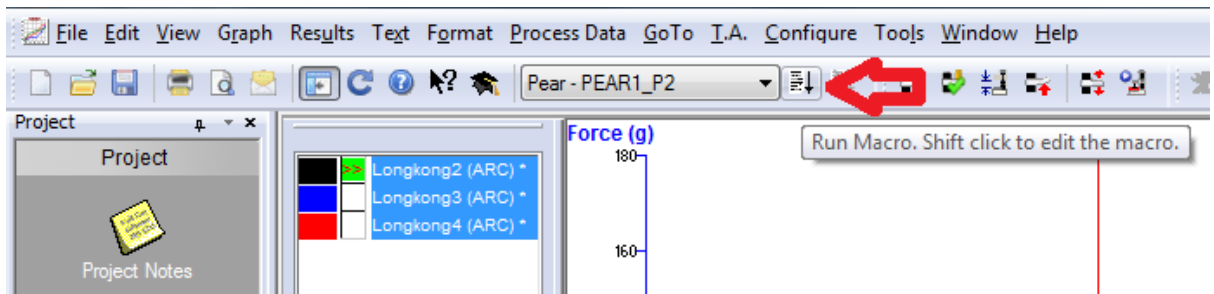 File Edit View Graph Results Text Format Process Data GoTo T.A. Configure Tools Window Help
Pear - PEAR1_P2
Project
Project
Project Notes
Longkong2 (ARC) *
Longkong3 (ARC) *
Longkong4 (ARC) *
Force (g)
180
160
Run Macro. Shift click to edit the macro.